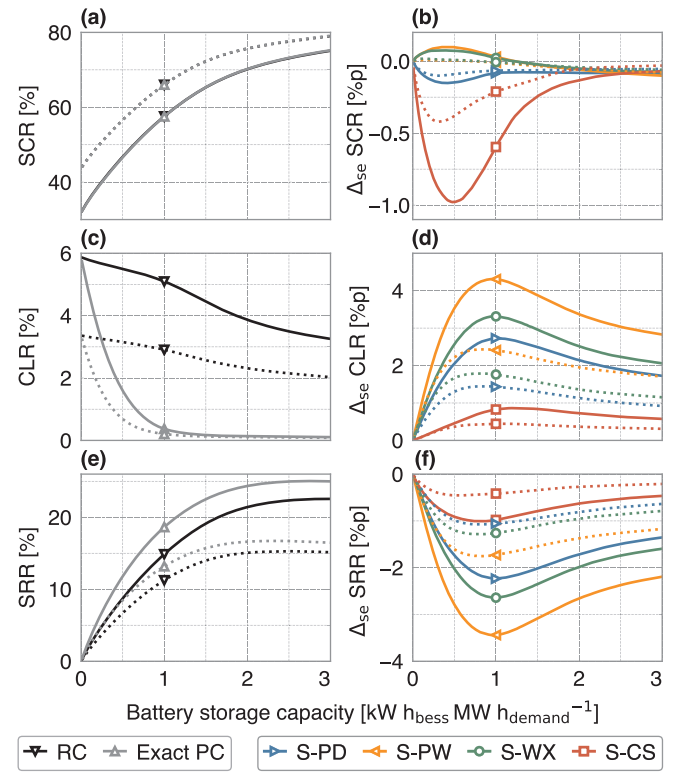 (a)
(b)
80
60
40
SCR [%]
0.0
−0.5
−1.0
Δse SCR [%p]
(c)
(d)
6
4
2
0
CLR [%]
4
2
0
Δse CLR [%p]
(e)
(f)
20
10
0
SRR [%]
0
−2
−4
Δse SRR [%p]
0 1 2 3
0 1 2 3
Battery storage capacity [kW hbess MW hdemand−1]
RC Exact PC
S-PD S-PW S-WX S-CS